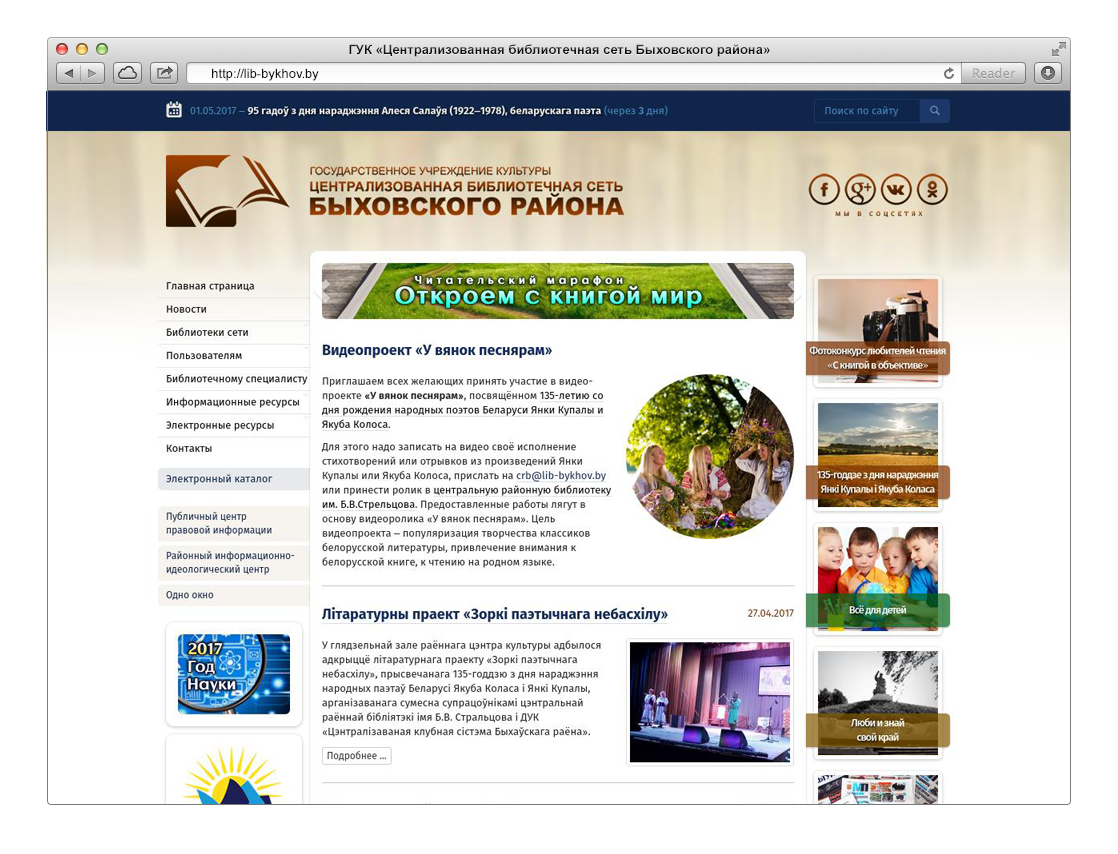 ГУК «Централизованная библиотечная сеть Быховского района»
http://lib-bykhov.by
Reader
01.05.2017 – 95 гадоў з дня нараджэння Алеся Салаўя (1922–1978), беларускага паэта (через 3 дня)
Поиск по сайту
ГОСУДАРСТВЕННОЕ УЧРЕЖДЕНИЕ КУЛЬТУРЫ
ЦЕНТРАЛИЗОВАННАЯ БИБЛИОТЕЧНАЯ СЕТЬ
БЫХОВСКОГО РАЙОНА
МЫ В СОЦСЕТЯХ
Главная страница
Новости
Библиотеки сети
Пользователям
Библиотечному специалисту
Информационные ресурсы
Электронные ресурсы
Контакты
Электронный каталог
Публичный центр
правовой информации
Районный информационно-
идеологический центр
Одно окно
2017
Год
Науки
Читательский марафон
Откроем с книгой мир
Видеопроект «У вянок песнярам»
Приглашаем всех желающих принять участие в видео-
проекте «У вянок песнярам», посвящённом 135-летию со
дня рождения народных поэтов Беларуси Янки Купалы и
Якуба Колоса.
Для этого надо записать на видео своё исполнение
стихотворений или отрывков из произведений Янки
Купалы или Якуба Колоса, прислать на crb@lib-bykhov.by
или принести ролик в центральную районную библиотеку
им. Б.В.Стрельцова. Предоставленные работы лягут в
основу видеоролика «У вянок песнярам». Цель
видеопроекта – популяризация творчества классиков
белорусской литературы, привлечение внимания к
белорусской книге, к чтению на родном языке.
Літаратурны праект «Зоркі паэтычнага небасхілу»
27.04.2017
У глядзельнай зале раённага цэнтра культуры адбылося
адкрыццё літаратурнага праекту «Зоркі паэтычнага
небасхілу», прысвечанага 135-годдзю з дня нараджэння
народных паэтаў Беларусі Якуба Коласа і Янкі Купалы,
арганізаванага сумесна супрацоўнікамі цэнтральнай
раённай бібліятэкі імя Б.В. Стральцова і ДУК
«Цэнтралізаваная клубная сістэма Быхаўскага раёна».
Подробнее ...
Фотоконкурс любителей чтения
«С книгой в объективе»
135-годдзе з дня нараджэння
Янкі Купалы і Якуба Коласа
Всё для детей
Люби и знай
свой край